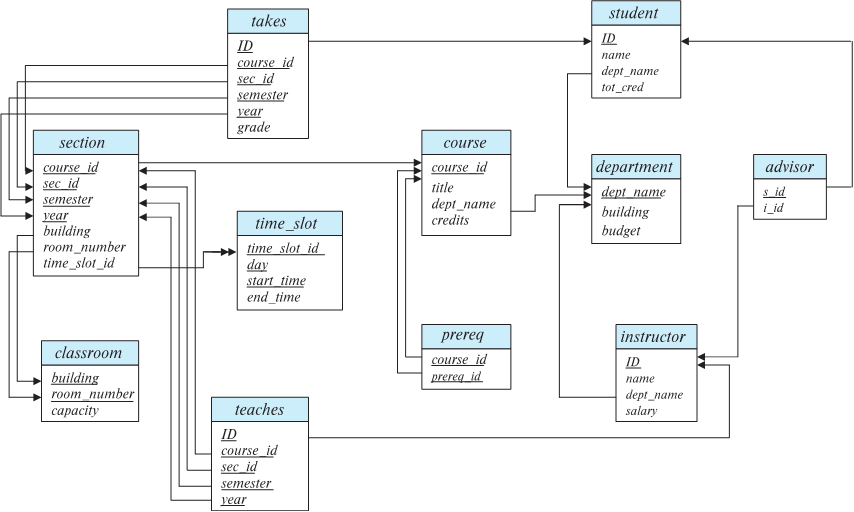 takes
ID
course_id
sec_id
semester
year
grade
student
ID
name
dept_name
tot_cred
section
course_id
sec_id
semester
year
building
room_number
time_slot_id
course
course_id
title
dept_name
credits
department
dept_name
building
budget
advisor
s_id
i_id
time_slot
time_slot_id
day
start_time
end_time
prereq
course_id
prereq_id
instructor
ID
name
dept_name
salary
classroom
building
room_number
capacity
teaches
ID
course_id
sec_id
semester
year